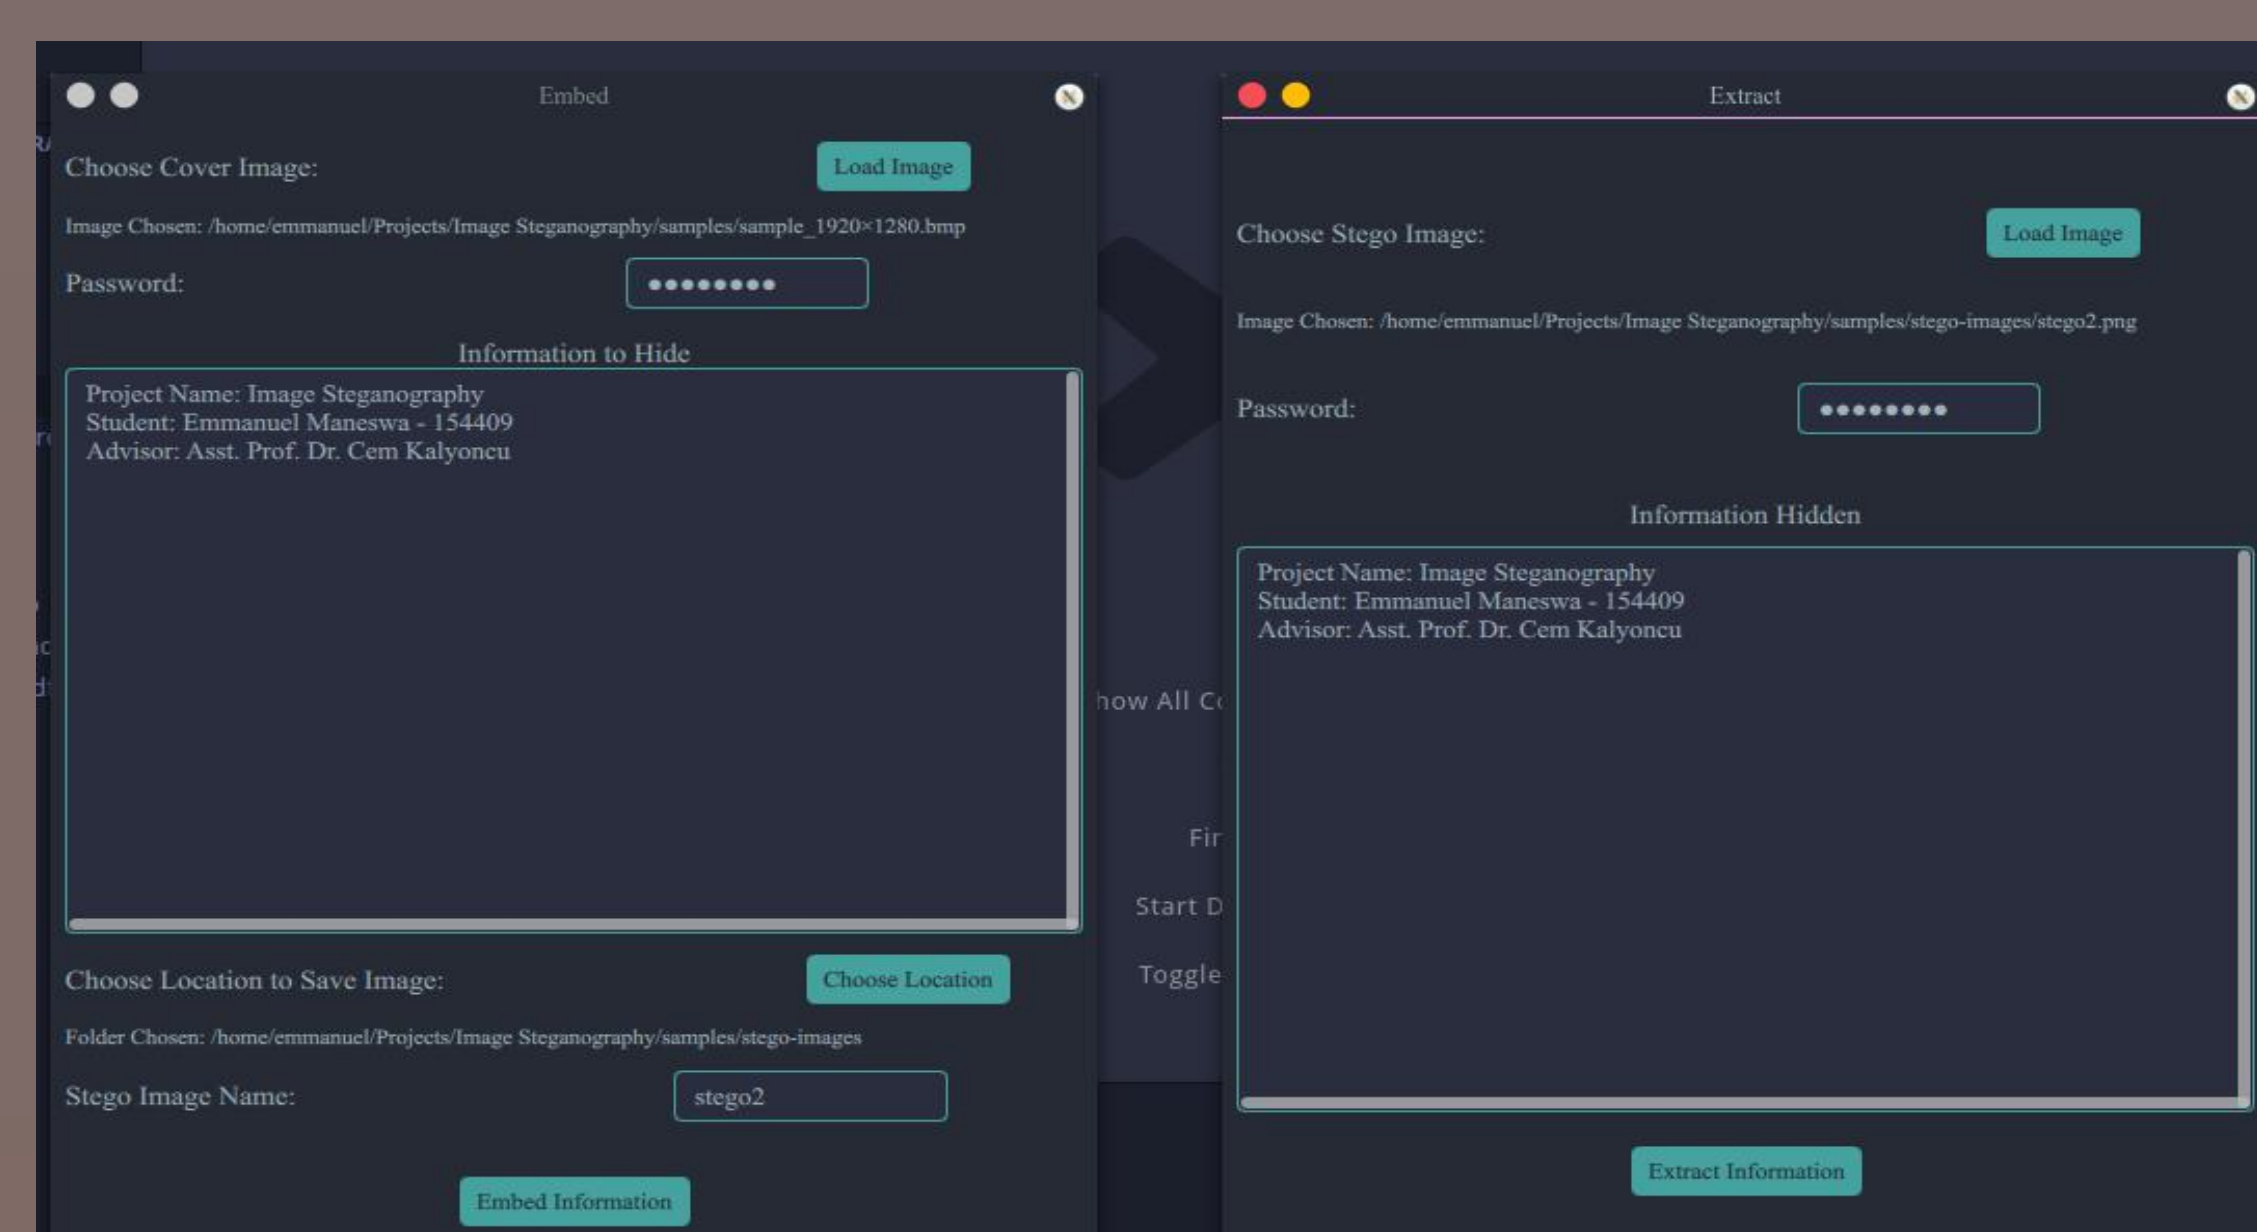 Embed
Choose Cover Image:
Load Image
Image Chosen: /home/emmanuel/Projects/Image Steganography/samples/sample_1920×1280.bmp
Password:
●●●●●●●●
Information to Hide
Project Name: Image Steganography
Student: Emmanuel Maneswa - 154409
Advisor: Asst. Prof. Dr. Cem Kalyoncu
Choose Location to Save Image:
Choose Location
Folder Chosen: /home/emmanuel/Projects/Image Steganography/samples/stego-images
Stego Image Name:
stego2
Embed Information
how All C
Fir
Start D
Toggle
Extract
Choose Stego Image:
Load Image
Image Chosen: /home/emmanuel/Projects/Image Steganography/samples/stego-images/stego2.png
Password:
●●●●●●●●
Information Hidden
Project Name: Image Steganography
Student: Emmanuel Maneswa - 154409
Advisor: Asst. Prof. Dr. Cem Kalyoncu
Extract Information